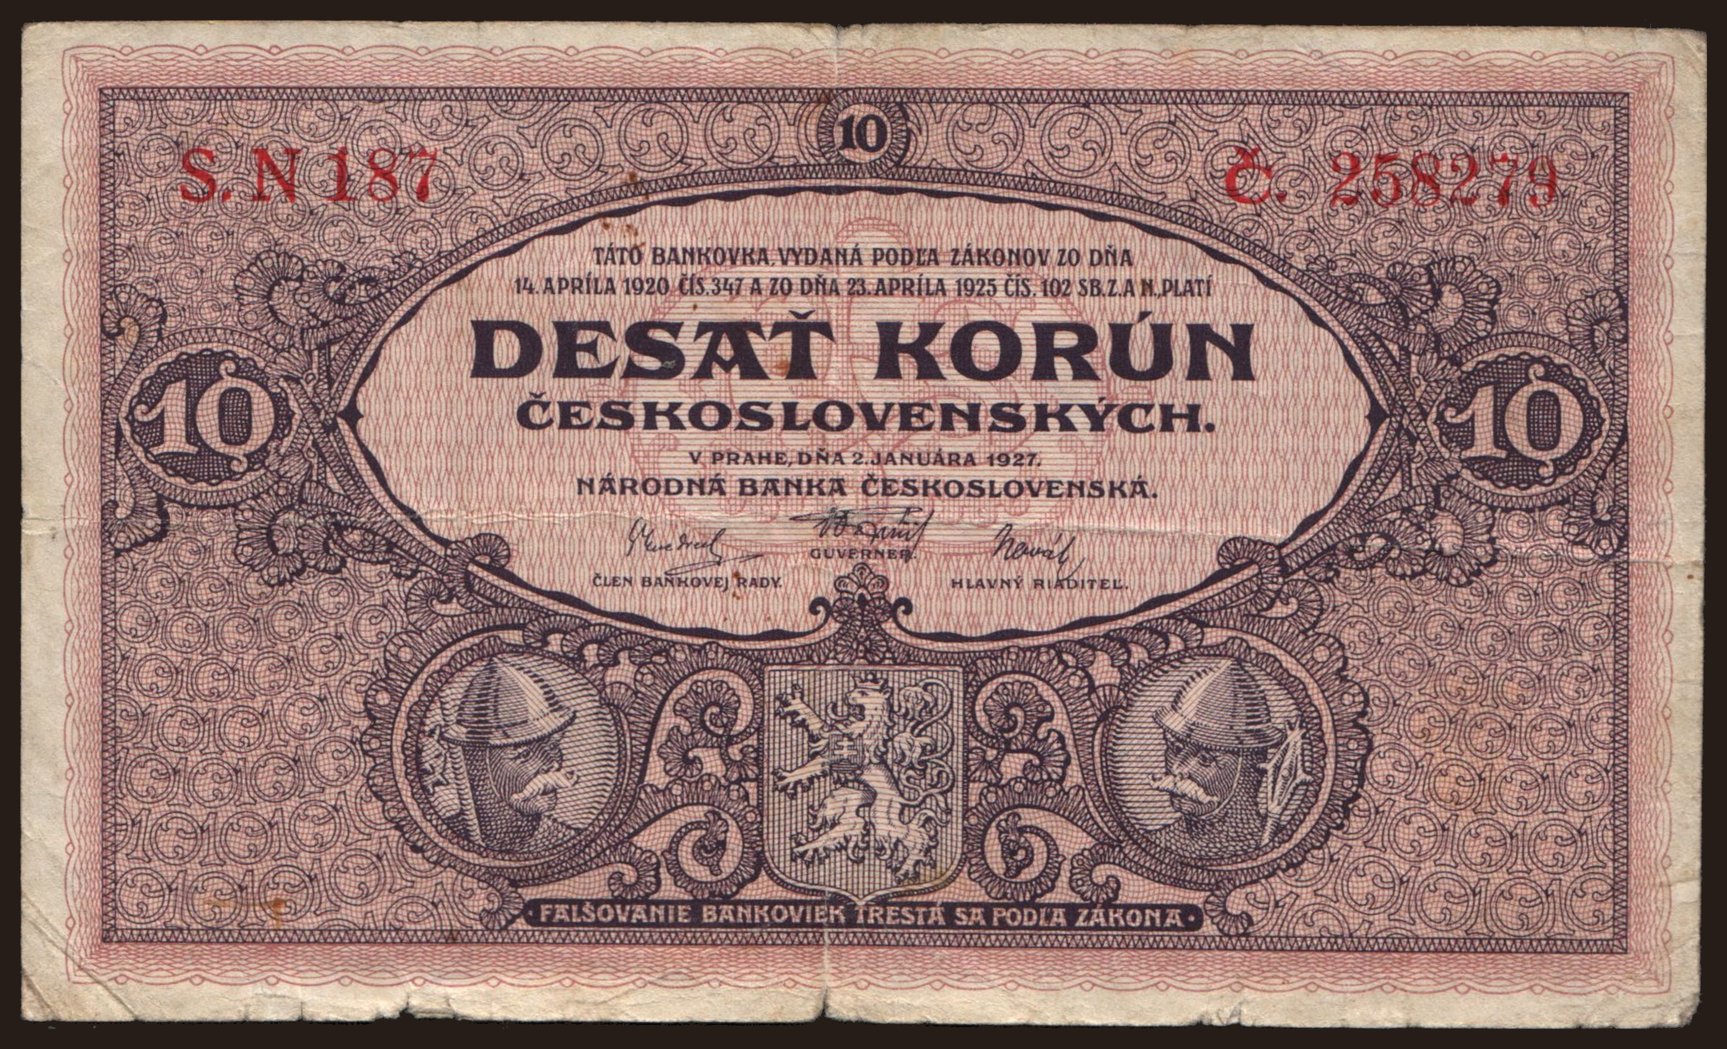 10
S. N 187
Č. 258279
TÁTO BANKOVKA, VYDANÁ PODĽA ZÁKONOV ZO DŇA
14. APRÍLA 1920 ČÍS. 347 A ZO DŇA 23. APRÍLA 1925 ČÍS. 102 SB. Z. A N., PLATÍ
DESAŤ KORÚN
ČESKOSLOVENSKÝCH.
10
10
V PRAHE, DŇA 2. JANUÁRA 1927.
NÁRODNÁ BANKA ČESKOSLOVENSKÁ.
GUVERNER.
ČLEN BANKOVEJ RADY.
HLAVNÝ RIADITEĽ.
· FALŠOVANIE BANKOVIEK TRESTÁ SA PODĽA ZÁKONA ·